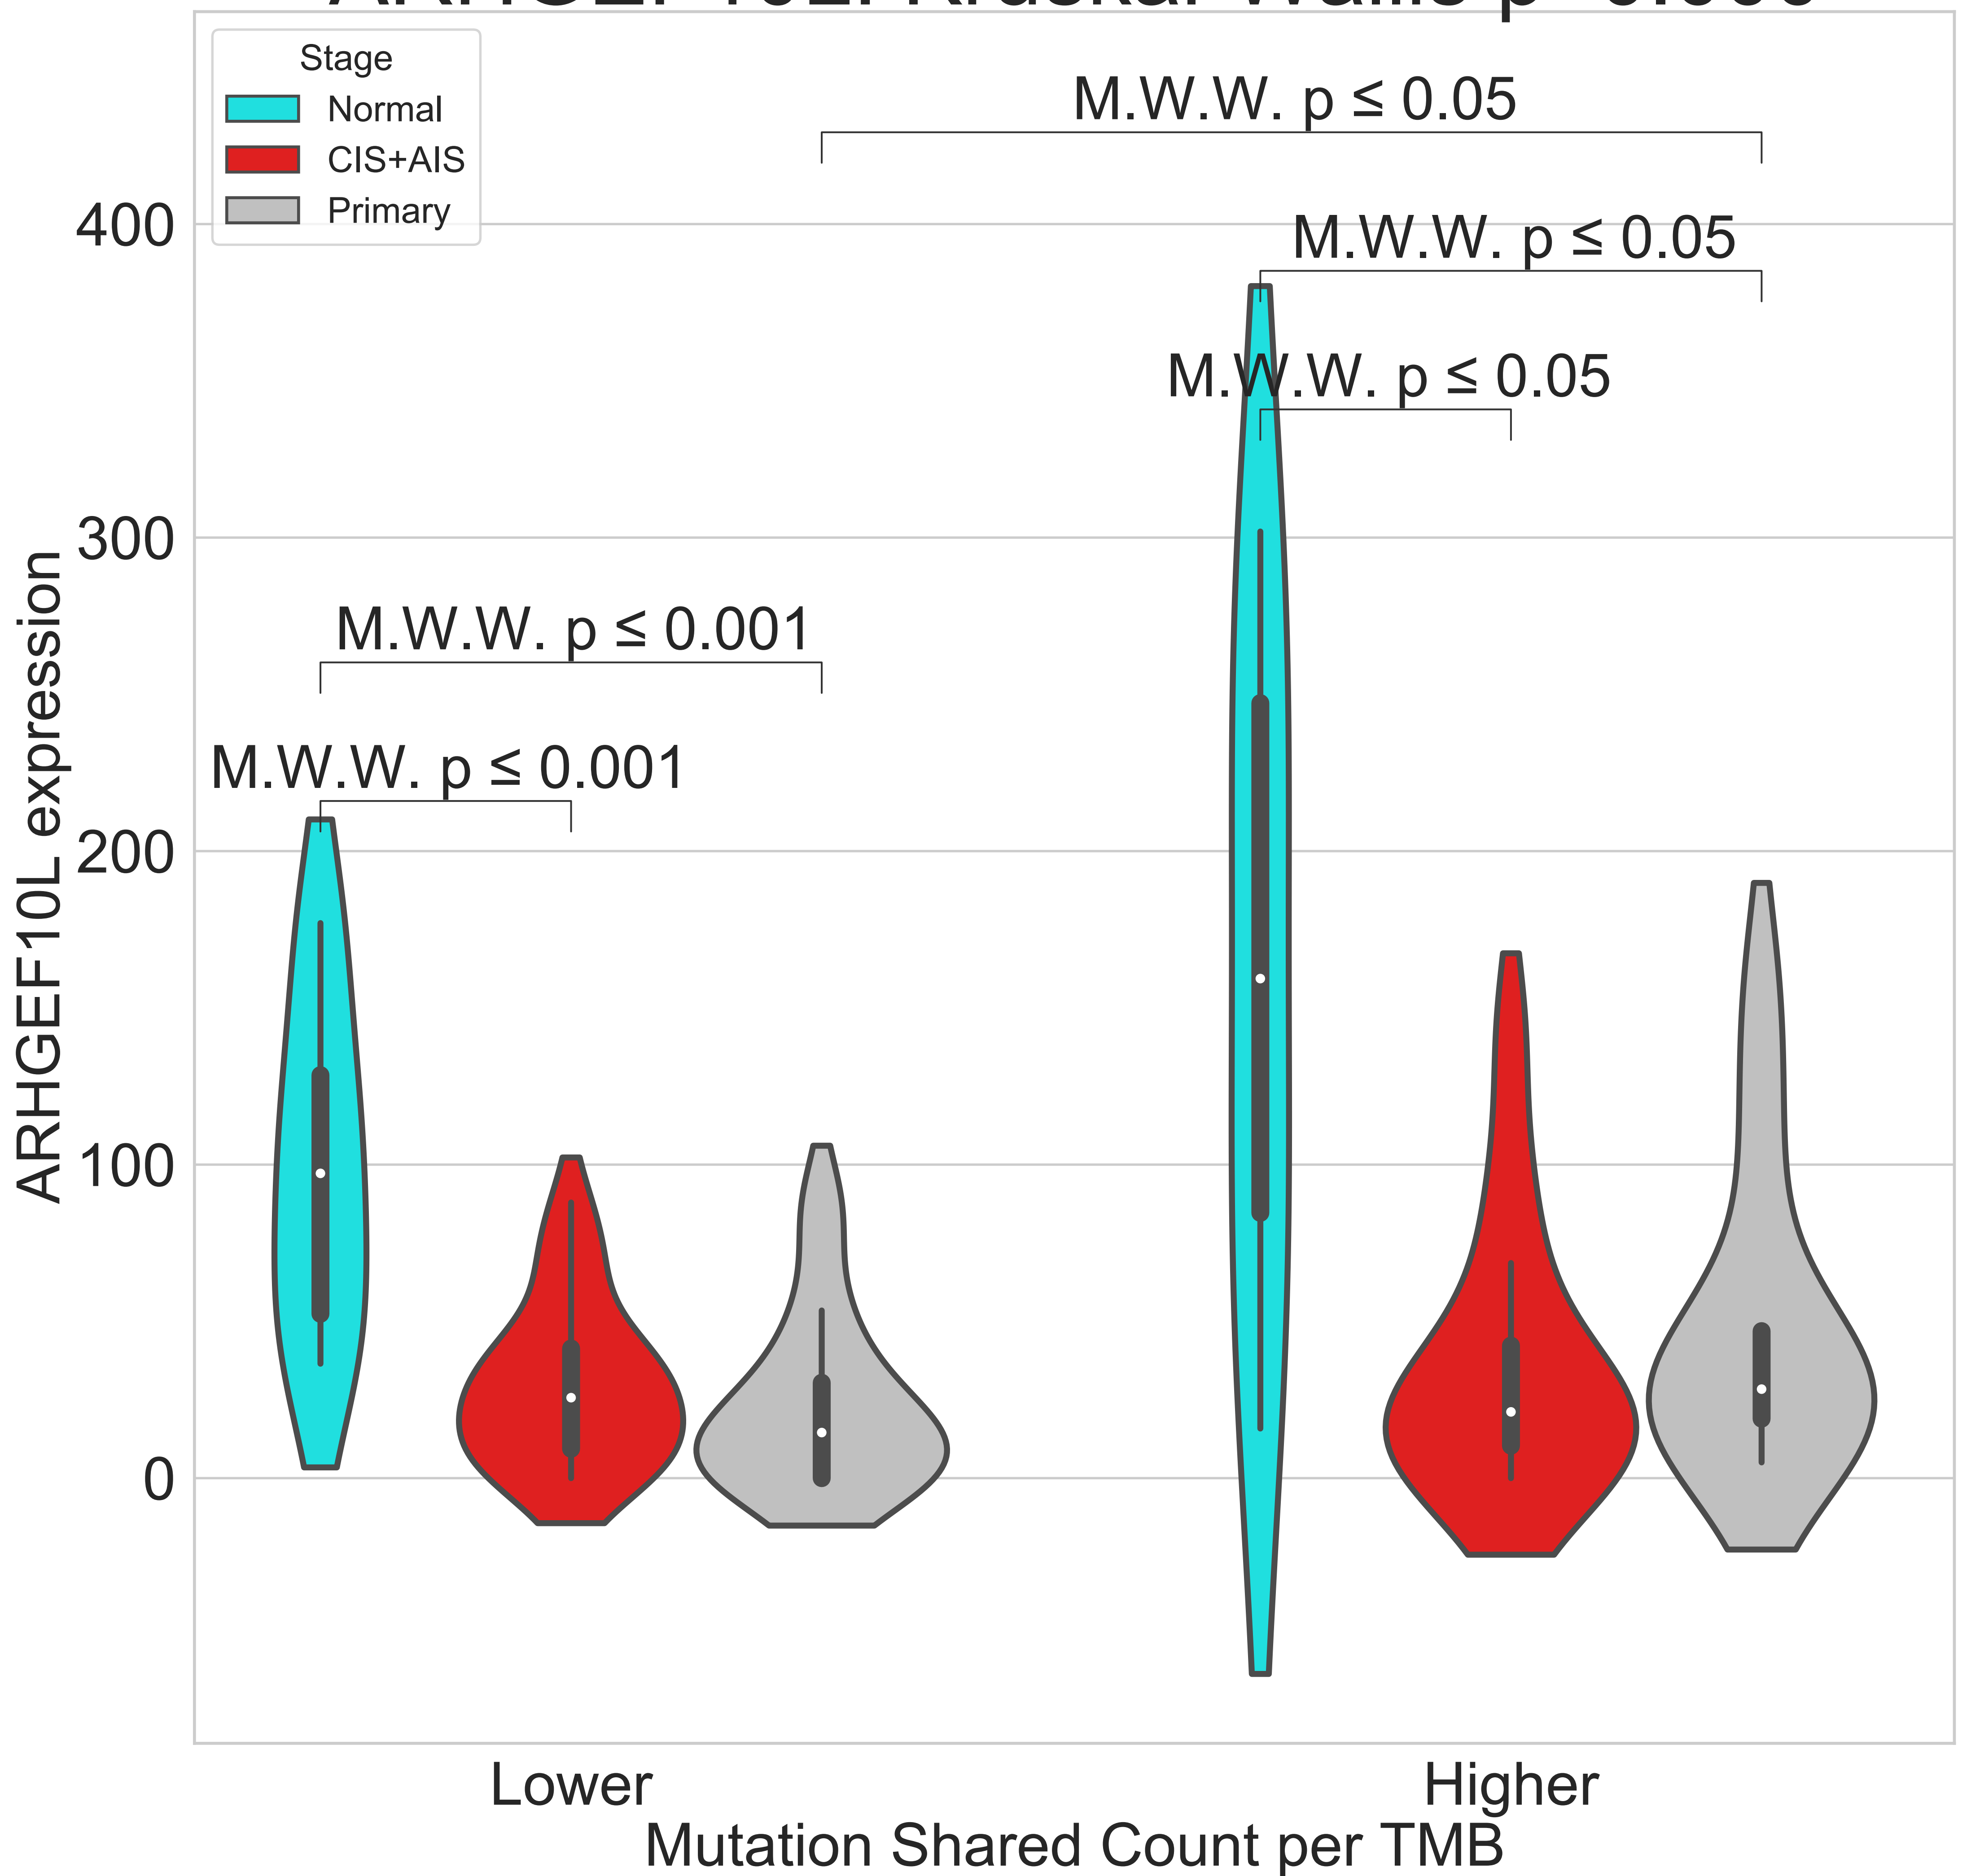 Stage
Normal
CIS+AIS
Primary
M.W.W. p ≤ 0.05
M.W.W. p ≤ 0.05
M.W.W. p ≤ 0.05
M.W.W. p ≤ 0.001
M.W.W. p ≤ 0.001
400
300
200
100
0
ARHGEF10L expression
Lower
Higher
Mutation Shared Count per TMB